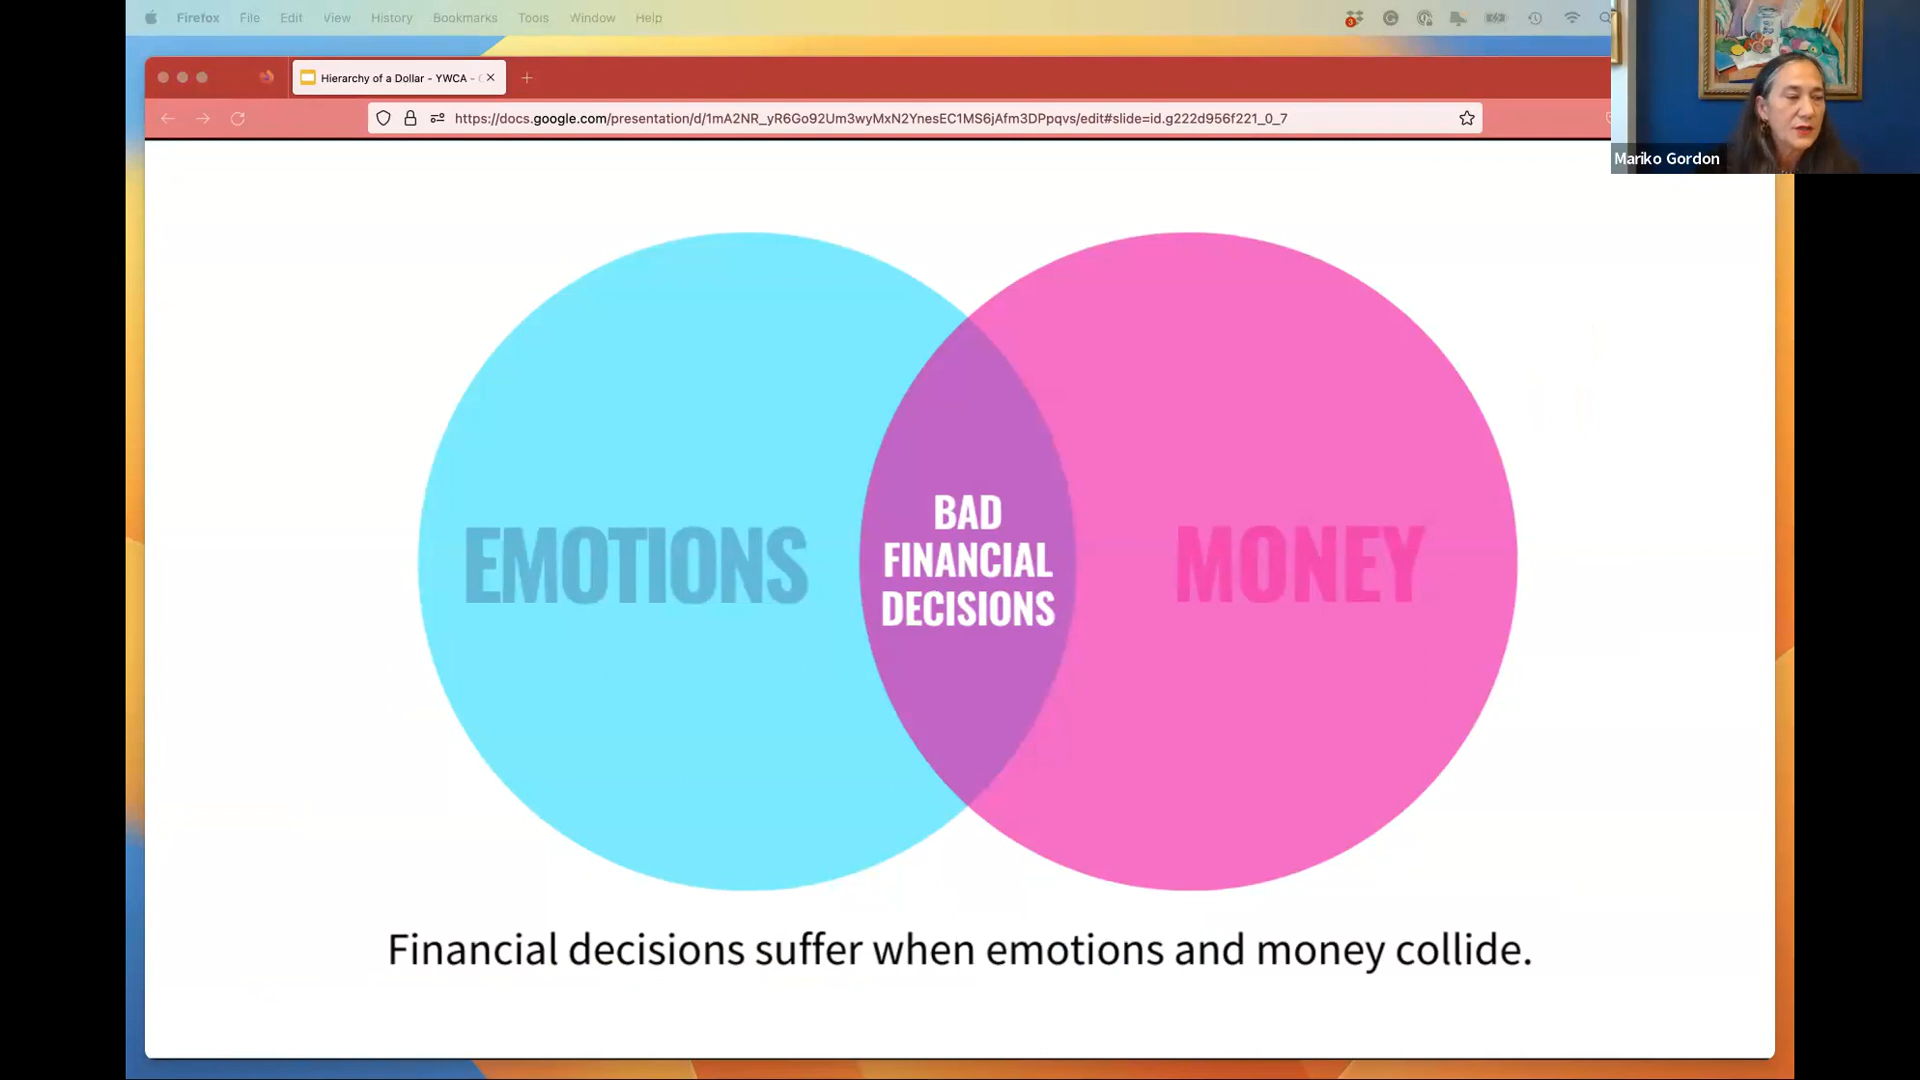 Firefox File Edit View History Bookmarks Tools Window Help
3
Hierarchy of a Dollar - YWCA -
https://docs.google.com/presentation/d/1mA2NR_yR6Go92Um3wyMxN2YnesEC1MS6jAfm3DPpqvs/edit#slide=id.g222d956f221_0_7
Mariko Gordon
EMOTIONS
BAD
FINANCIAL
DECISIONS
MONEY
Financial decisions suffer when emotions and money collide.